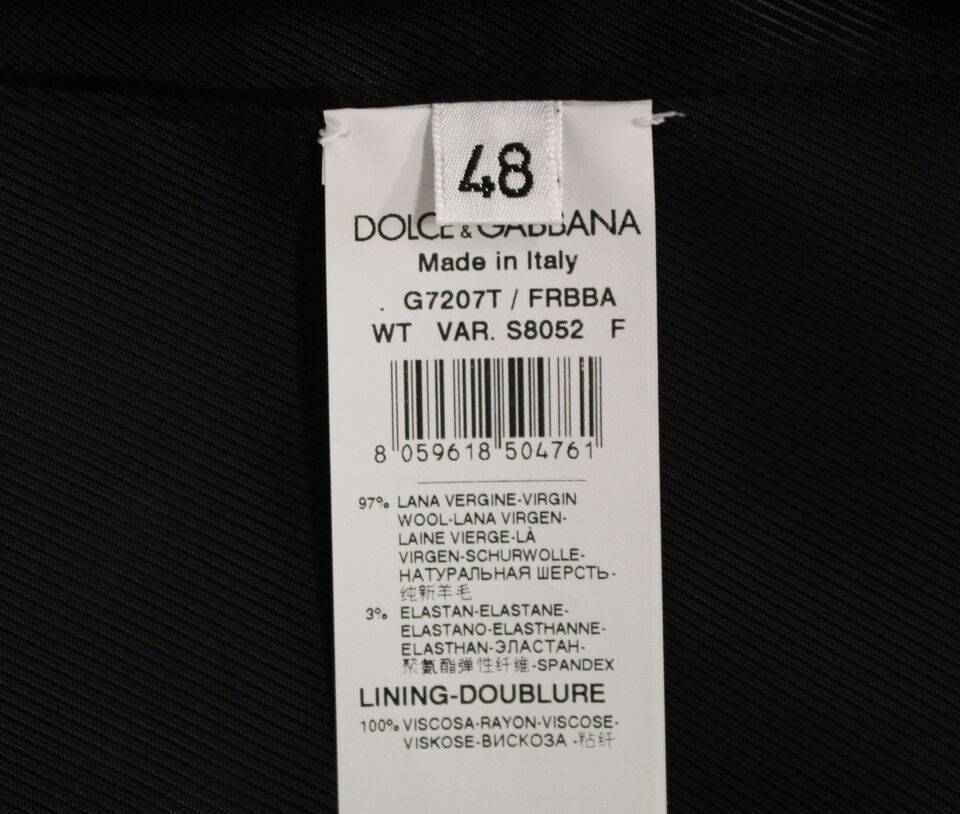 48
DOLCE & GABBANA
Made in Italy
. G7207T / FRBBA
WT VAR. S8052 F
8 059618 504761
97% LANA VERGINE-VIRGIN
WOOL-LANA VIRGEN-
LAINE VIERGE-LÀ
VIRGEN-SCHURWOLLE-
НАТУРАЛЬНАЯ ШЕРСТЬ-
纯新羊毛
3% ELASTAN-ELASTANE-
ELASTANO-ELASTHANNE-
ELASTHAN-ЭЛАСТАН-
聚氨酯弹性纤维-SPANDEX
LINING-DOUBLURE
100% VISCOSA-RAYON-VISCOSE-
VISKOSE-ВИСКОЗА -粘纤